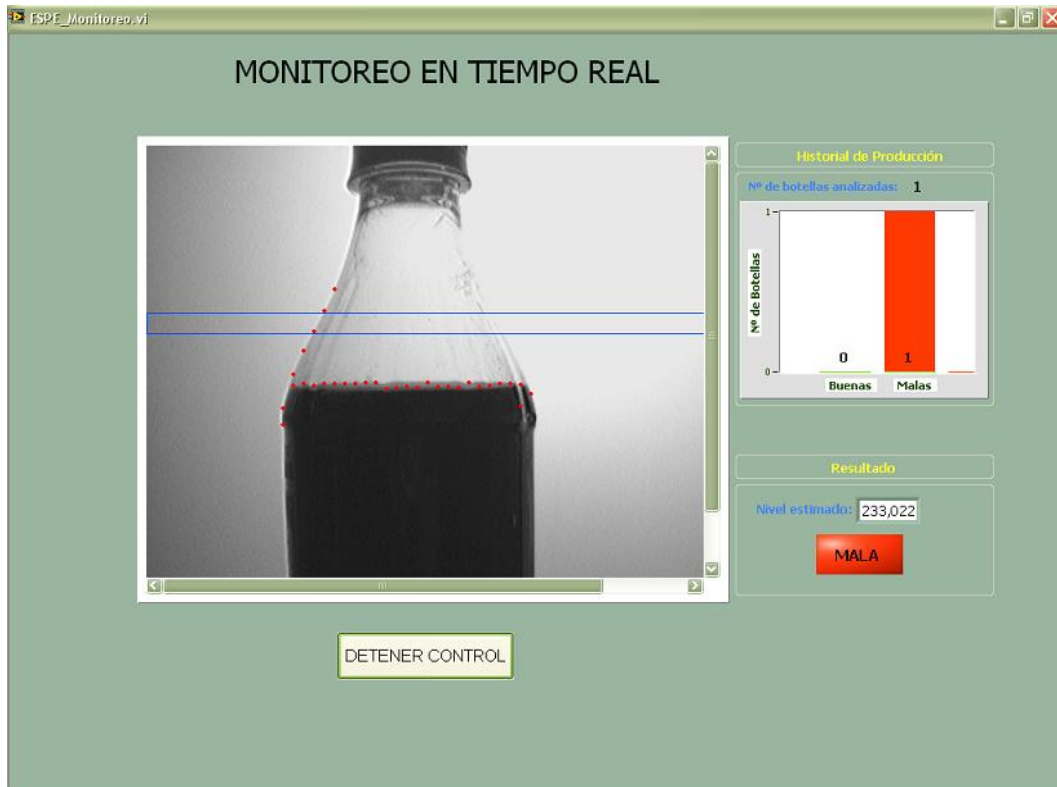 ESPE_Monitoreo.vi
MONITOREO EN TIEMPO REAL
Historial de Producción
Nº de botellas analizadas: 1
1
Nº de Botellas
0 1
0
Buenas Malas
Resultado
Nivel estimado: 233,022
MALA
DETENER CONTROL